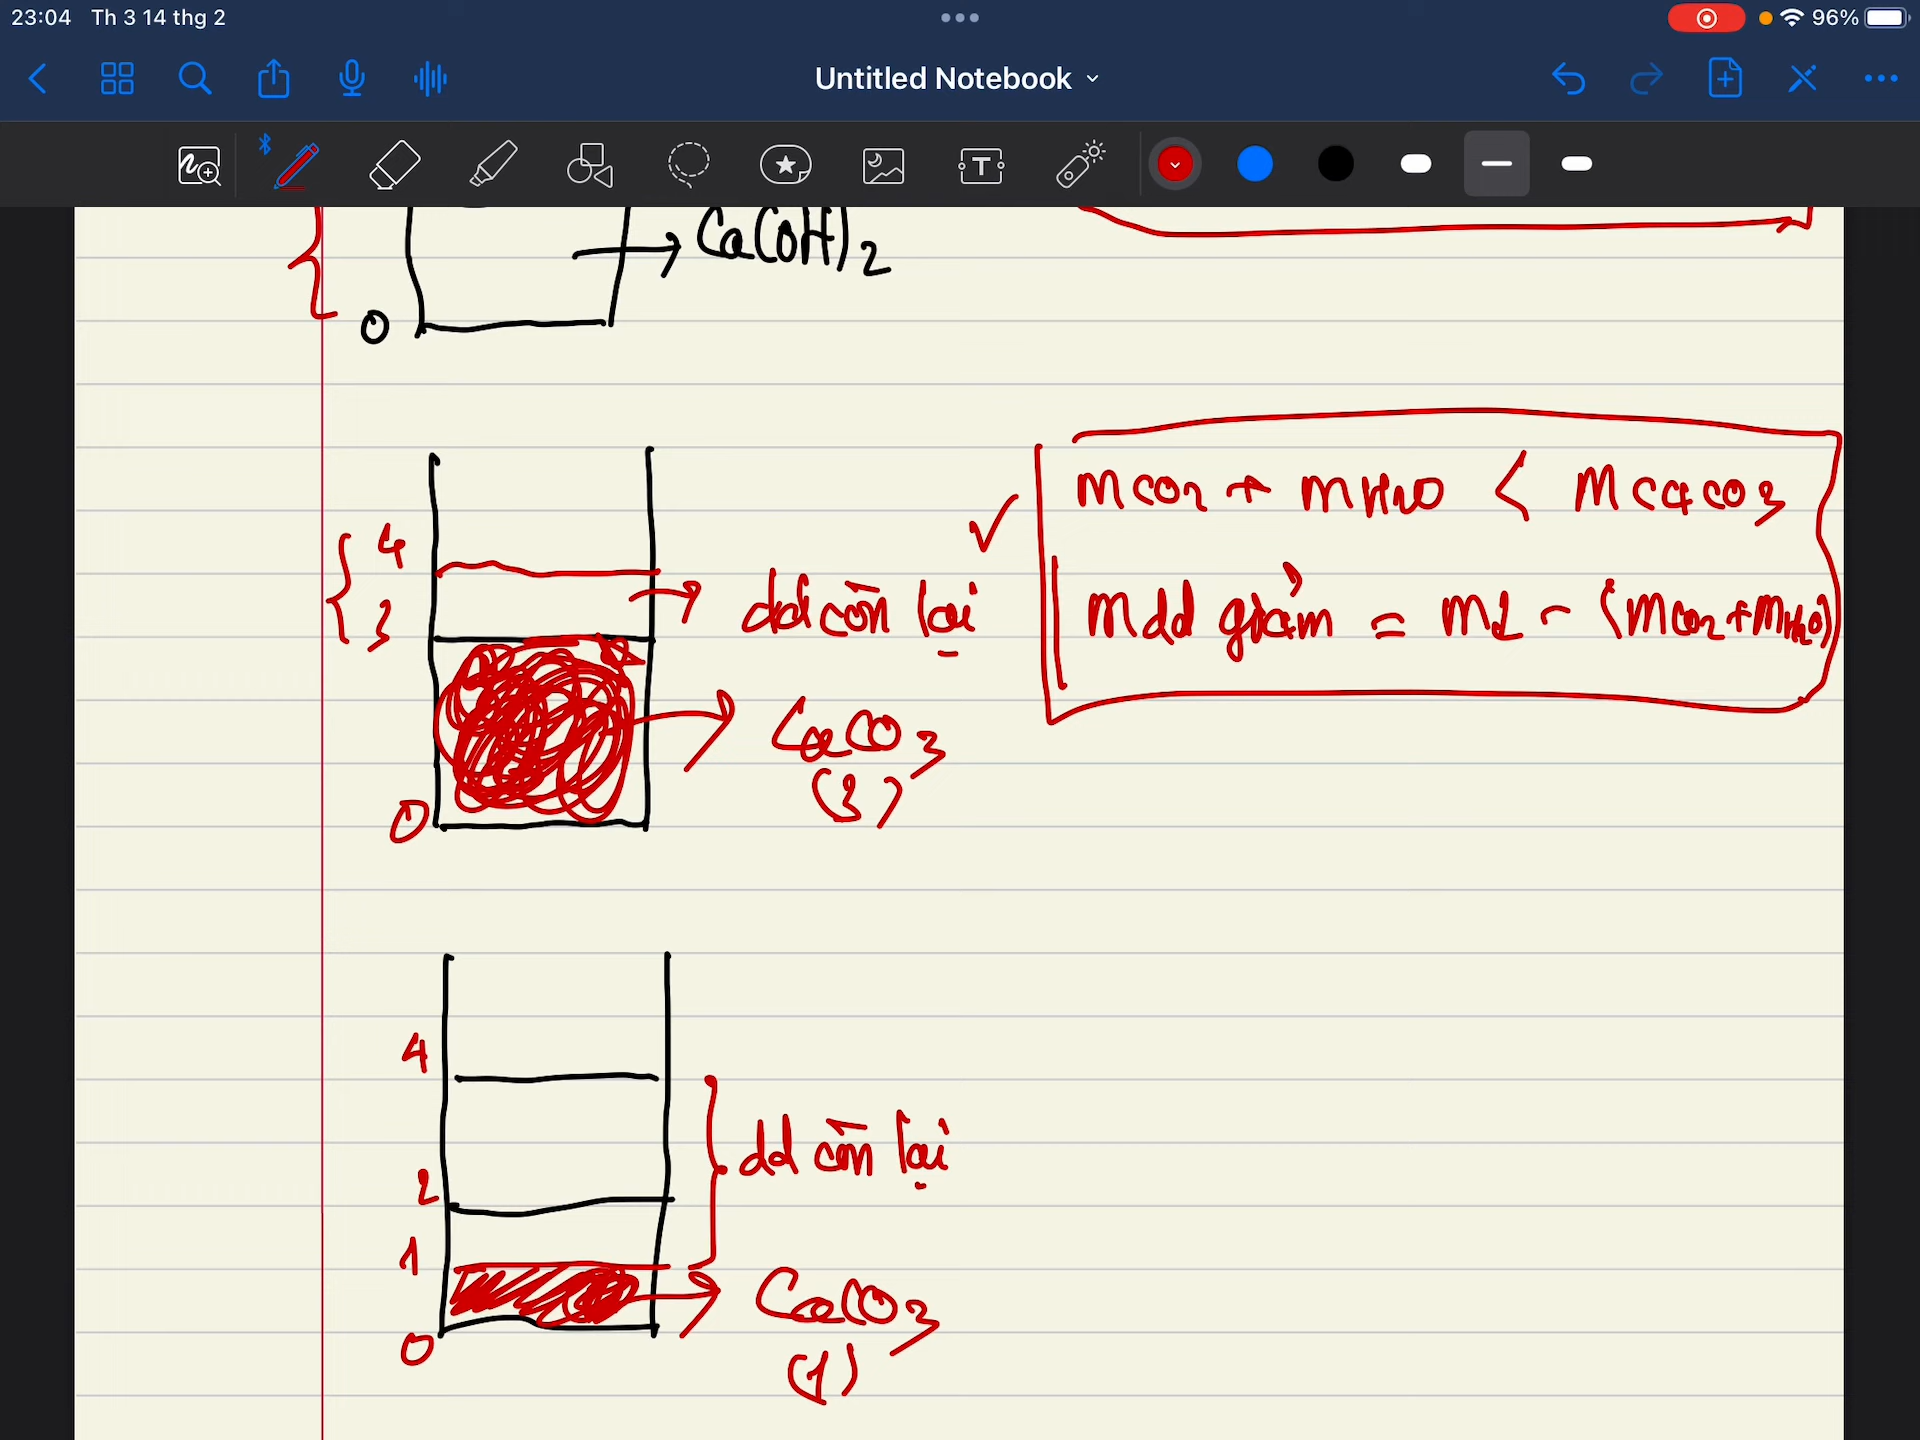 23:04 Th 3 14 thg 2
96%
Untitled Notebook
T
Ca(OH)2
0
mCO2 + mH2O < mCaCO3
4
3
dd còn lại
mdd giảm = m↓ - (mCO2 + mH2O)
CaCO3
(3)
0
4
dd còn lại
2
1
CaCO3
0
(1)